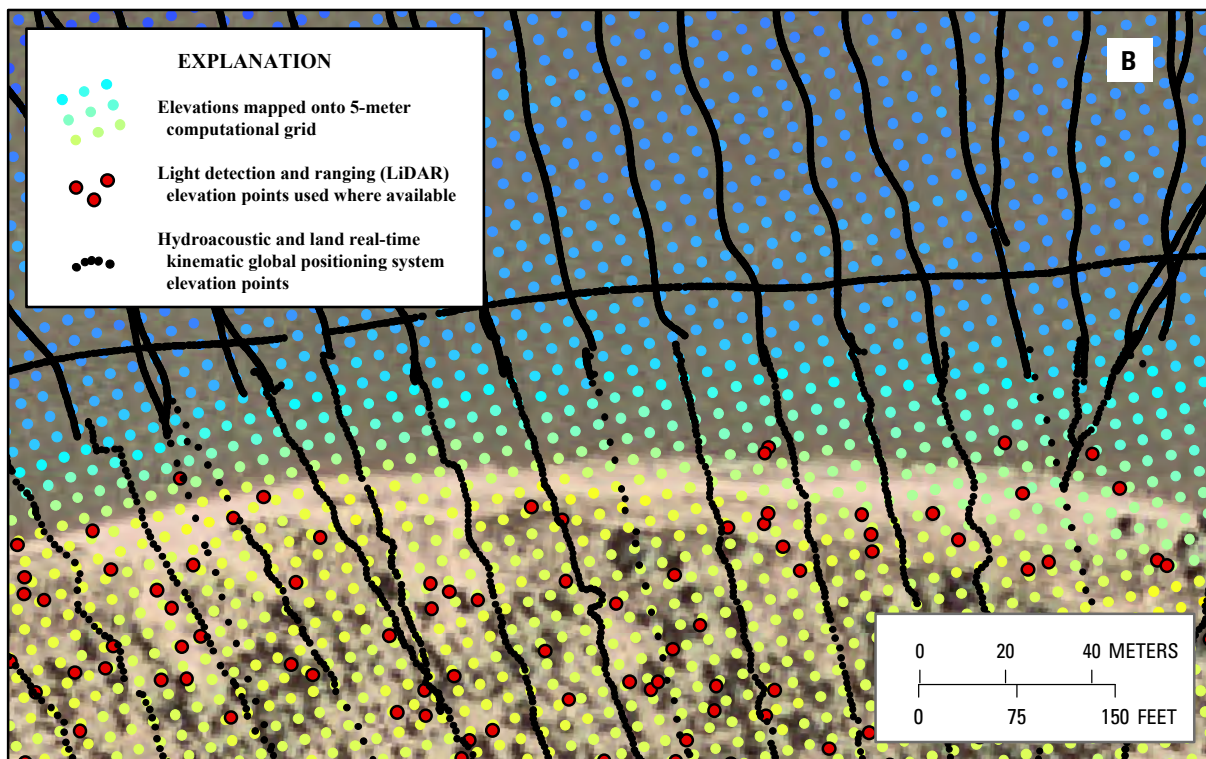 B
EXPLANATION
Elevations mapped onto 5-meter
computational grid
Light detection and ranging (LiDAR)
elevation points used where available
Hydroacoustic and land real-time
kinematic global positioning system
elevation points
0 20 40 METERS
0 75 150 FEET